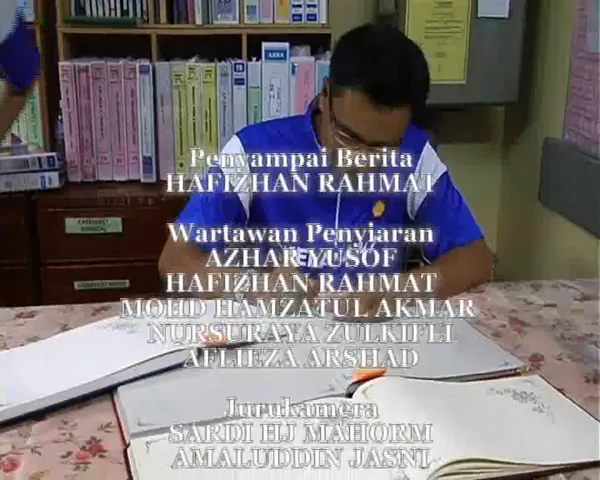 Penyampai Berita
HAFIZHAN RAHMAT
Wartawan Penyiaran
AZHAR YUSOF
HAFIZHAN RAHMAT
MOHD HAMZATUL AKMAR
NURSURAYA ZULKIFLI
AFLIEZA ARSHAD
Jurukamera
SARDI HJ MAHORM
AMALUDDIN JASNI